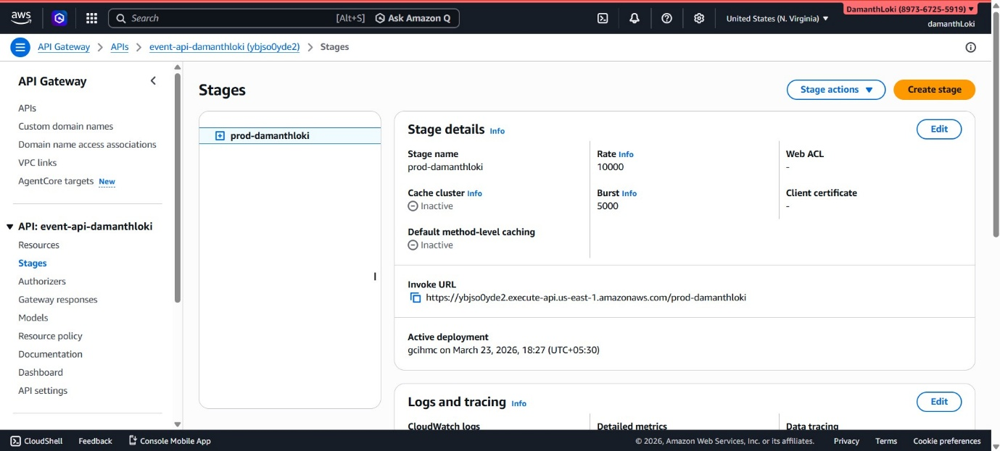 aws
Search [Alt+S] Ask Amazon Q
United States (N. Virginia)
DamanthLoki (8973-6725-5919)
damanthLoki
API Gateway
APIs
event-api-damanthloki (ybjso0yde2)
Stages
API Gateway
APIs
Custom domain names
Domain name access associations
VPC links
AgentCore targets New
API: event-api-damanthloki
Resources
Stages
Authorizers
Gateway responses
Models
Resource policy
Documentation
Dashboard
API settings
Stages
Stage actions
Create stage
prod-damanthloki
Stage details Info
Edit
Stage name
prod-damanthloki
Rate Info
10000
Web ACL
-
Cache cluster Info
Inactive
Burst Info
5000
Client certificate
-
Default method-level caching
Inactive
Invoke URL
https://ybjso0yde2.execute-api.us-east-1.amazonaws.com/prod-damanthloki
Active deployment
gcihmc on March 23, 2026, 18:27 (UTC+05:30)
Logs and tracing Info
Edit
CloudWatch logs
Detailed metrics
Data tracing
CloudShell
Feedback
Console Mobile App
© 2026, Amazon Web Services, Inc. or its affiliates.
Privacy
Terms
Cookie preferences